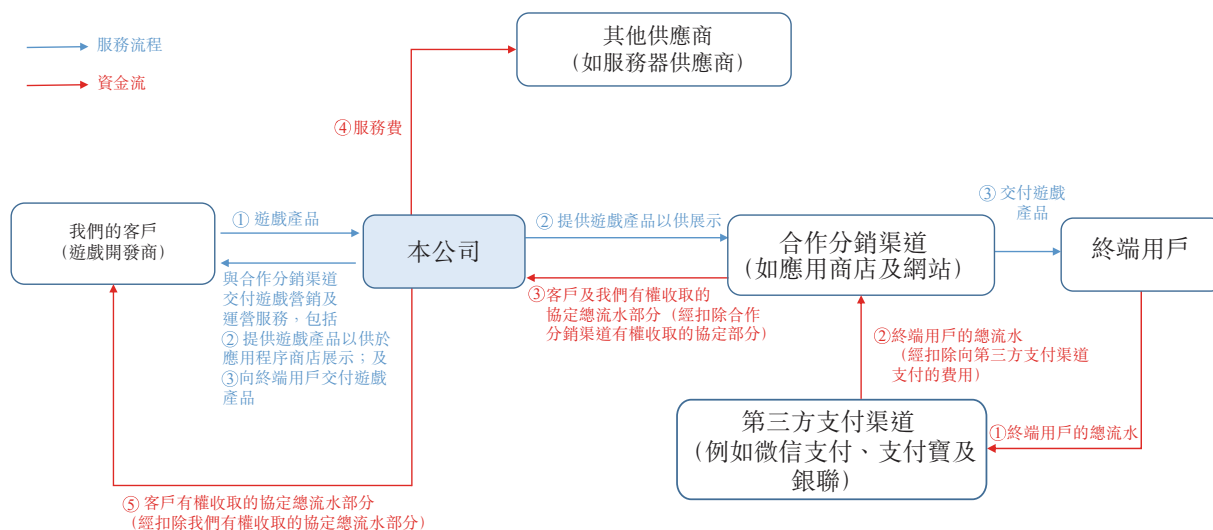 服務流程
資金流
其他供應商
(如服務器供應商)
④服務費
我們的客戶
(遊戲開發商)
① 遊戲產品
本公司
② 提供遊戲產品以供展示
合作分銷渠道
(如應用商店及網站)
③ 交付遊戲
產品
終端用戶
與合作分銷渠道
交付遊戲營銷及
運營服務，包括
② 提供遊戲產品以供於
應用程序商店展示；及
③向終端用戶交付遊戲
產品
③客戶及我們有權收取的
協定總流水部分（經扣除合作
分銷渠道有權收取的協定部分）
②終端用戶的總流水
（經扣除向第三方支付渠道
支付的費用）
第三方支付渠道
（例如微信支付、支付寶及
銀聯）
①終端用戶的總流水
⑤ 客戶有權收取的協定總流水部分
（經扣除我們有權收取的協定總流水部分）